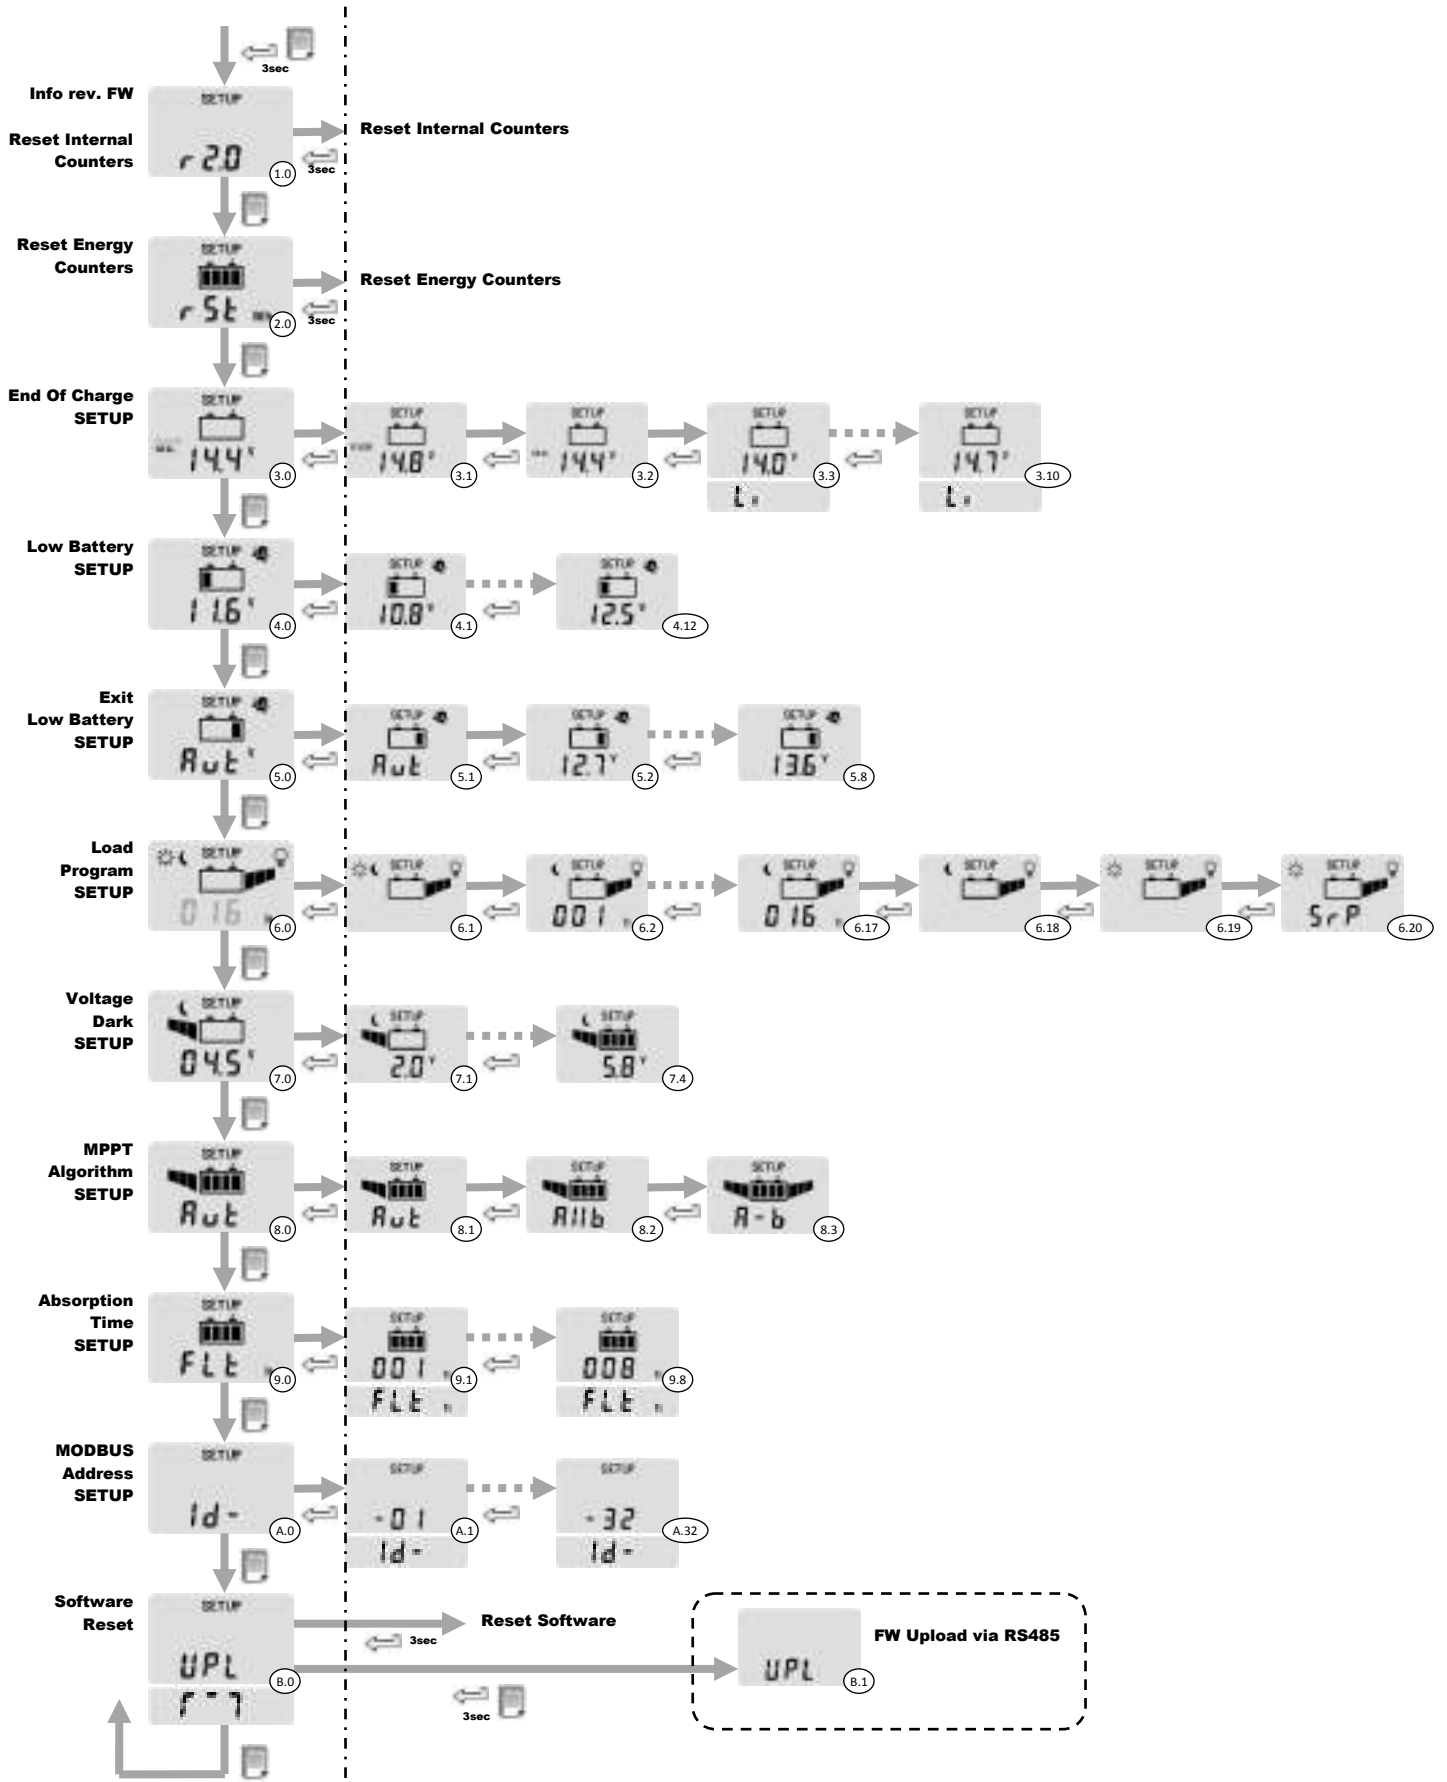 3sec
Info rev. FW
SETUP
Reset Internal
Counters
r 2.0
1.0
3sec
Reset Internal Counters
Reset Energy
Counters
SETUP
rSt
2.0
3sec
Reset Energy Counters
End Of Charge
SETUP
SETUP
14.4 V
3.0
SETUP
14.8 V
3.1
SETUP
14.4 V
3.2
SETUP
14.0 V
3.3
L
SETUP
14.7 V
3.10
L
Low Battery
SETUP
SETUP
11.6 V
4.0
SETUP
10.8 V
4.1
SETUP
12.5 V
4.12
Exit
Low Battery
SETUP
SETUP
Aut V
5.0
SETUP
Aut
5.1
SETUP
12.7 V
5.2
SETUP
13.6 V
5.8
Load
Program
SETUP
SETUP
016
6.0
SETUP
6.1
SETUP
001
6.2
SETUP
016
6.17
SETUP
6.18
SETUP
6.19
SETUP
SrP
6.20
Voltage
Dark
SETUP
SETUP
04.5 V
7.0
SETUP
2.0 V
7.1
SETUP
5.8 V
7.4
MPPT
Algorithm
SETUP
SETUP
Aut
8.0
SETUP
Aut
8.1
SETUP
A||b
8.2
SETUP
A-b
8.3
Absorption
Time
SETUP
SETUP
FLt
9.0
SETUP
001
9.1
FLt
SETUP
008
9.8
FLt
MODBUS
Address
SETUP
SETUP
Id-
A.0
SETUP
-01
A.1
Id-
SETUP
-32
A.32
Id-
Software
Reset
SETUP
UPL
B.0
3sec
Reset Software
3sec
UPL
B.1
FW Upload via RS485